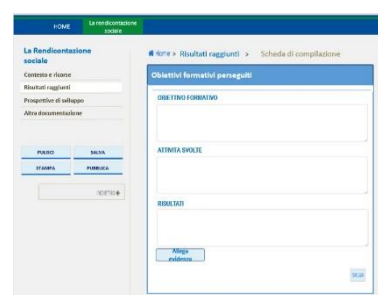 HOME
La rendicontazione
sociale
La Rendicontazione
sociale
Contesto e risorse
Risultati raggiunti
Prospettive di sviluppo
Altra documentazione
PULISCI
SALVA
STAMPA
PUBBLICA
INDIETRO
Home > Risultati raggiunti > Scheda di compilazione
Obiettivi formativi perseguiti
OBIETTIVO FORMATIVO
ATTIVITÀ SVOLTE
RISULTATI
Allega
evidenza